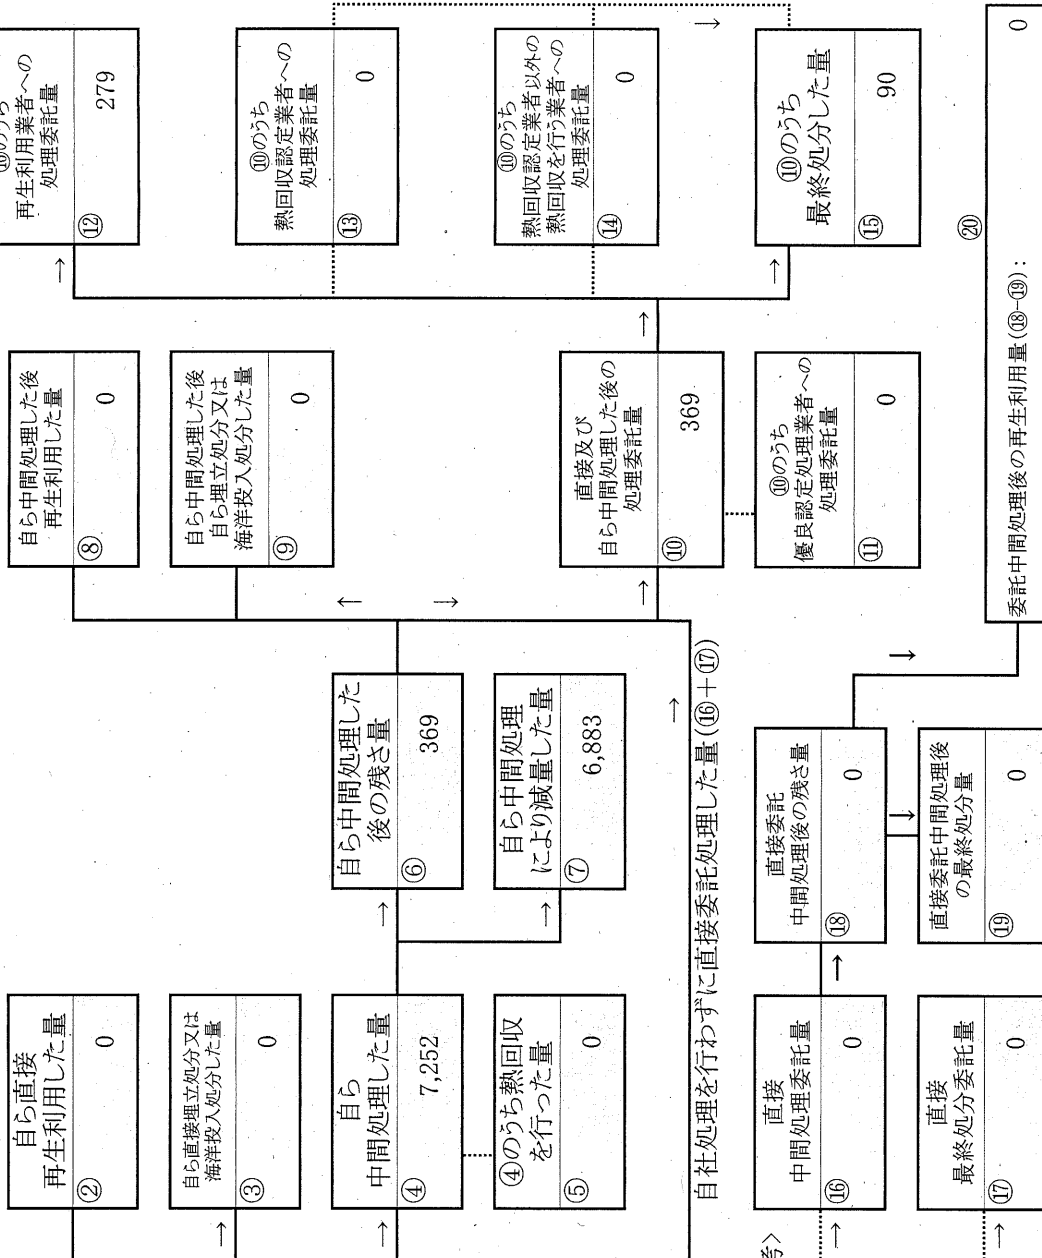 自ら直接
再生利用した量
②
0
自ら直接埋立処分又は
海洋投入処分した量
③
0
自ら
中間処理した量
④
7,252
④のうち熱回収
を行った量
⑤
0
自ら中間処理した
後の残さ量
⑥
369
自ら中間処理
により減量した量
⑦
6,883
自ら中間処理した後
再生利用した量
⑧
0
自ら中間処理した後
自ら埋立処分又は
海洋投入処分した量
⑨
0
直接及び
自ら中間処理した後の
処理委託量
⑩
369
⑩のうち
優良認定処理業者への
処理委託量
⑪
0
⑩のうち
再生利用業者への
処理委託量
⑫
279
⑩のうち
熱回収認定業者への
処理委託量
⑬
0
⑩のうち
熱回収認定業者以外の
熱回収を行う業者への
処理委託量
⑭
0
⑩のうち
最終処分した量
⑮
90
自社処理を行わずに直接委託処理した量(⑯+⑰)
考>
直接
中間処理委託量
⑯
0
直接
最終処分委託量
⑰
0
直接委託
中間処理後の残さ量
⑱
0
直接委託中間処理後
の最終処分量
⑲
0
⑳
委託中間処理後の再生利用量(⑱-⑲):
0